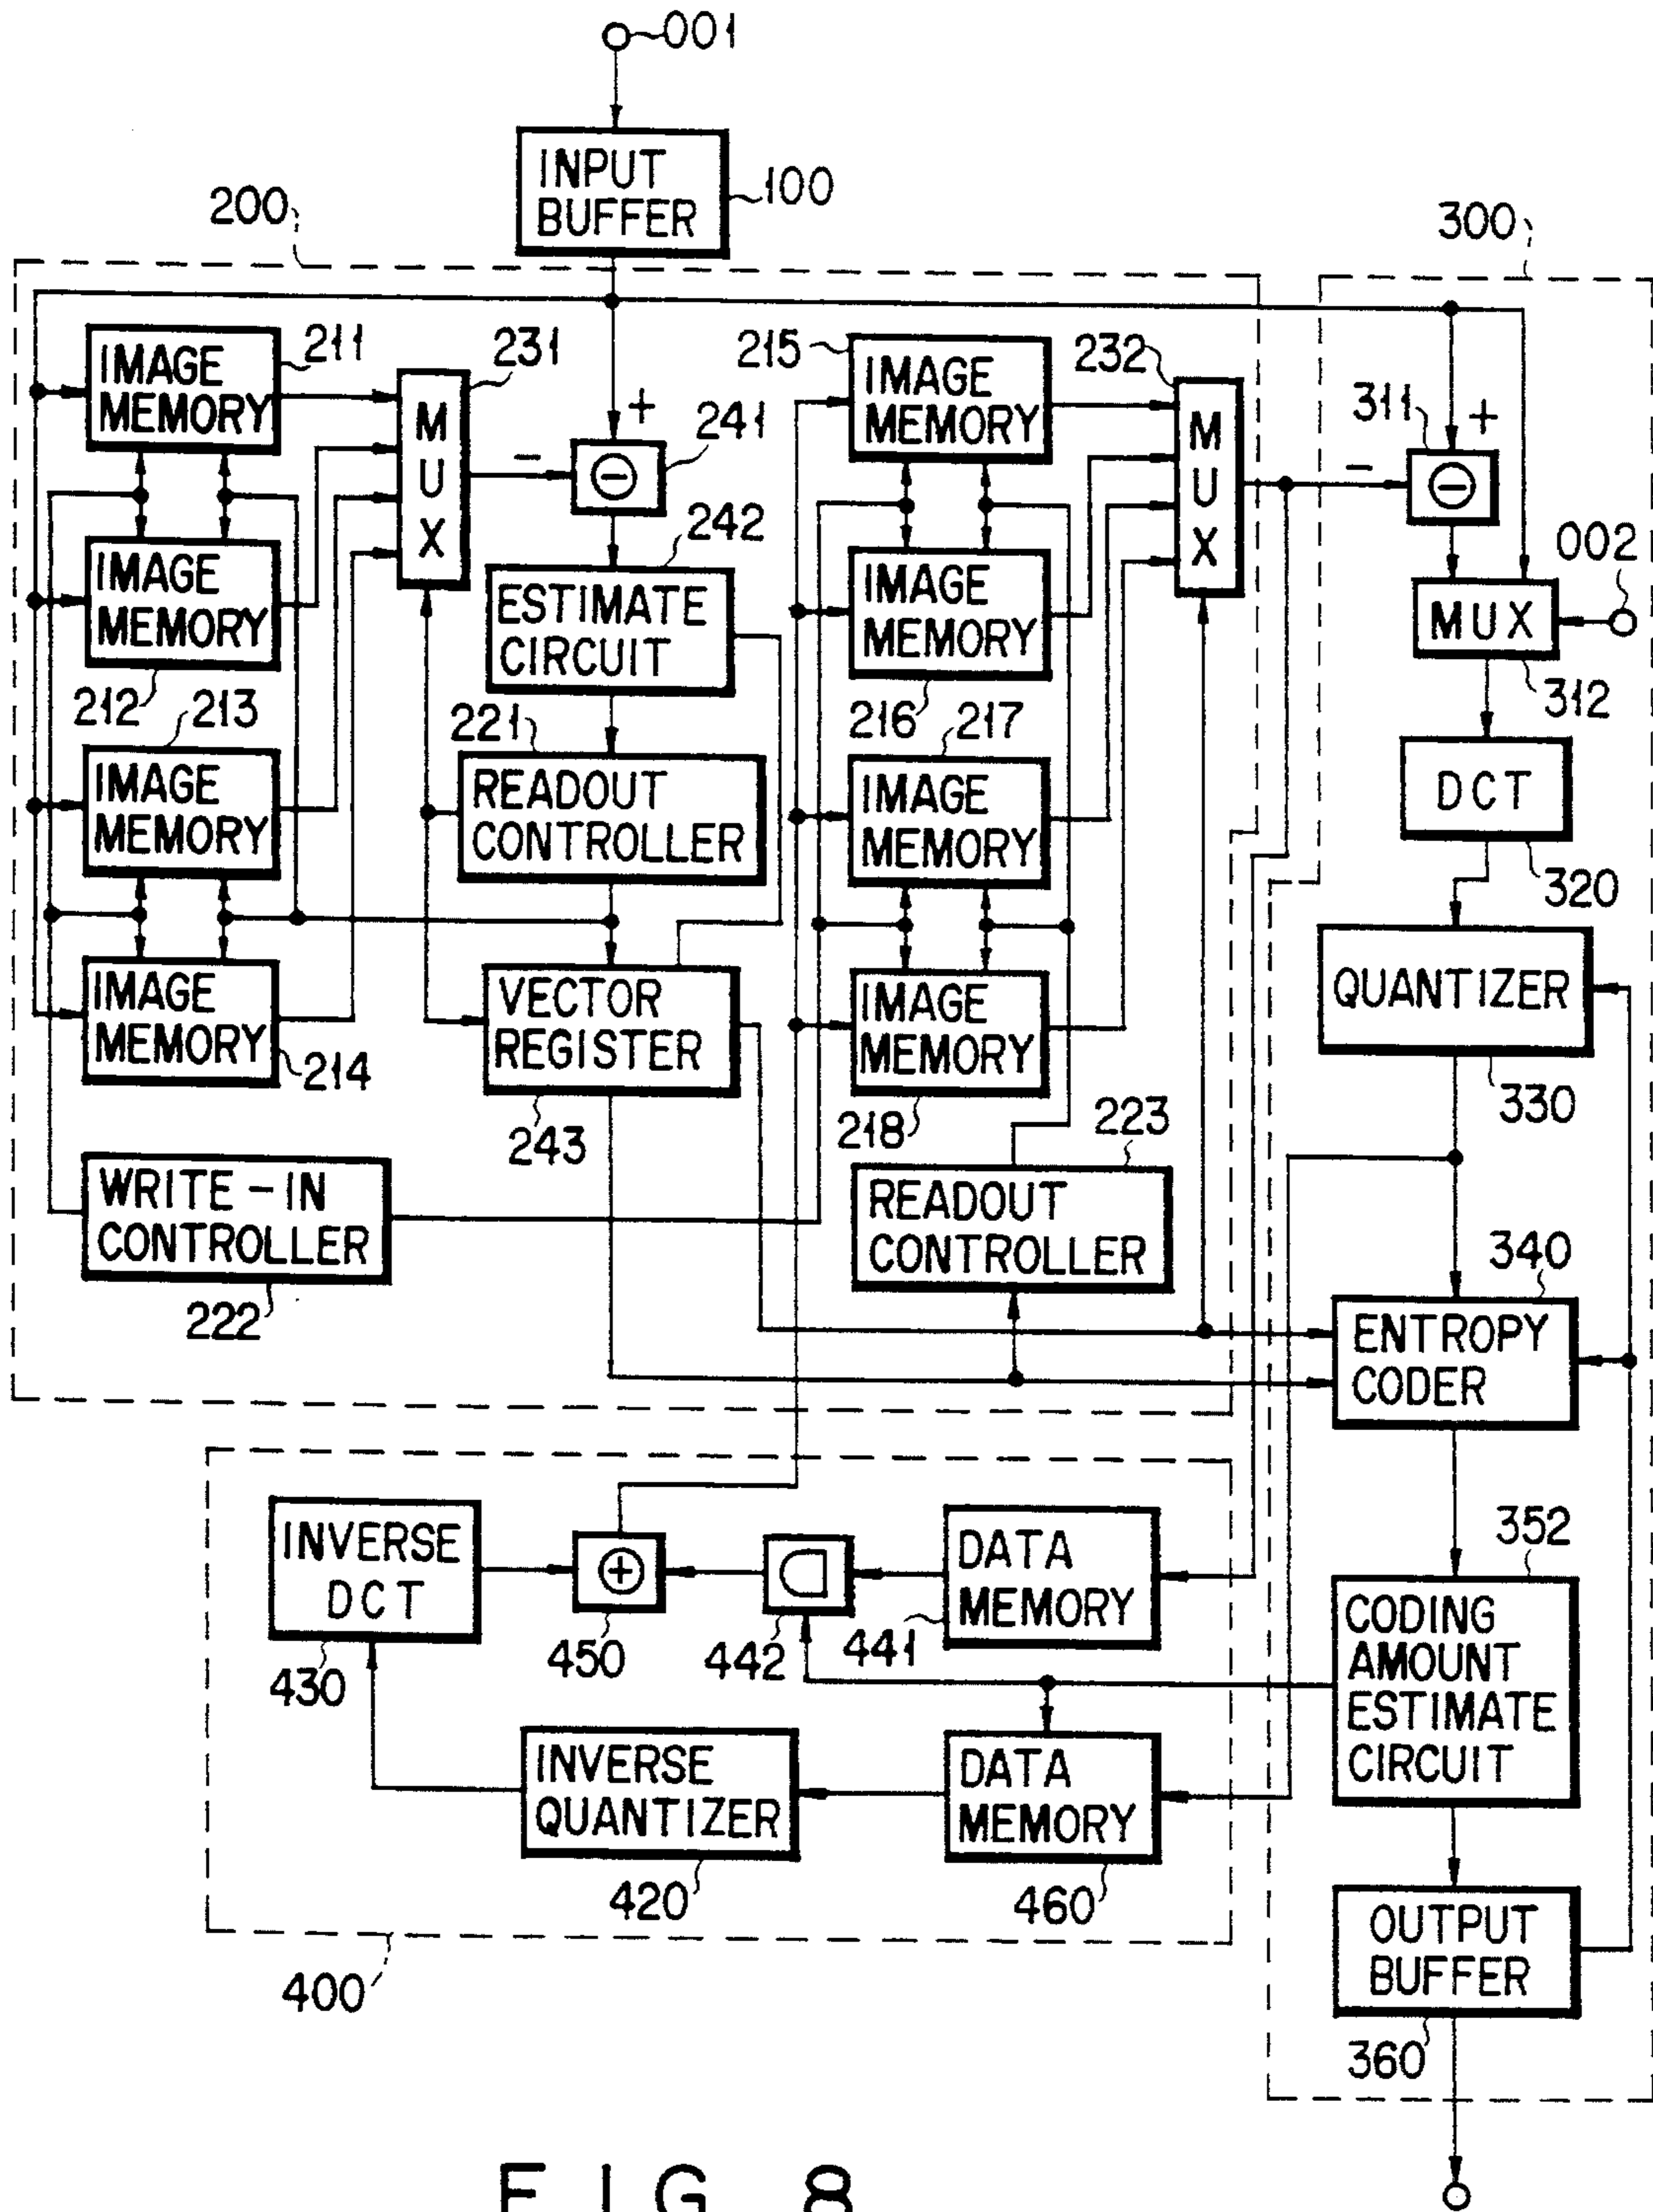 001
INPUT
BUFFER
100
200
300
IMAGE
MEMORY
211
MUX
231
+
241
−
⊖
215
IMAGE
MEMORY
232
MUX
311
+
−
⊖
002
IMAGE
MEMORY
212
213
242
ESTIMATE
CIRCUIT
IMAGE
MEMORY
216
217
MUX
312
IMAGE
MEMORY
221
READOUT
CONTROLLER
IMAGE
MEMORY
DCT
320
IMAGE
MEMORY
214
VECTOR
REGISTER
243
IMAGE
MEMORY
218
QUANTIZER
330
WRITE-IN
CONTROLLER
222
223
READOUT
CONTROLLER
340
ENTROPY
CODER
INVERSE
DCT
430
⊕
450
442
DATA
MEMORY
441
352
CODING
AMOUNT
ESTIMATE
CIRCUIT
INVERSE
QUANTIZER
420
DATA
MEMORY
460
OUTPUT
BUFFER
360
400
FIG. 8